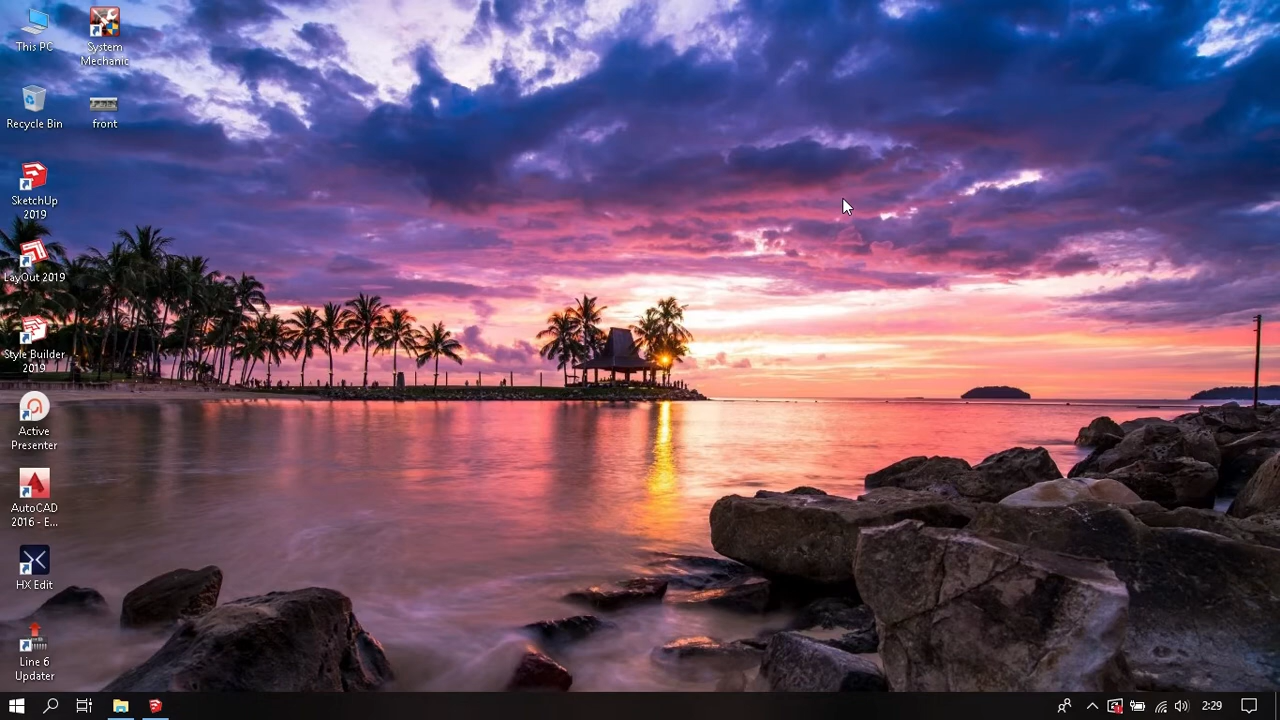 This PC
System
Mechanic
Recycle Bin
front
SketchUp
2019
LayOut 2019
Style Builder
2019
Active
Presenter
AutoCAD
2016 - E...
HX Edit
Line 6
Updater
2:29